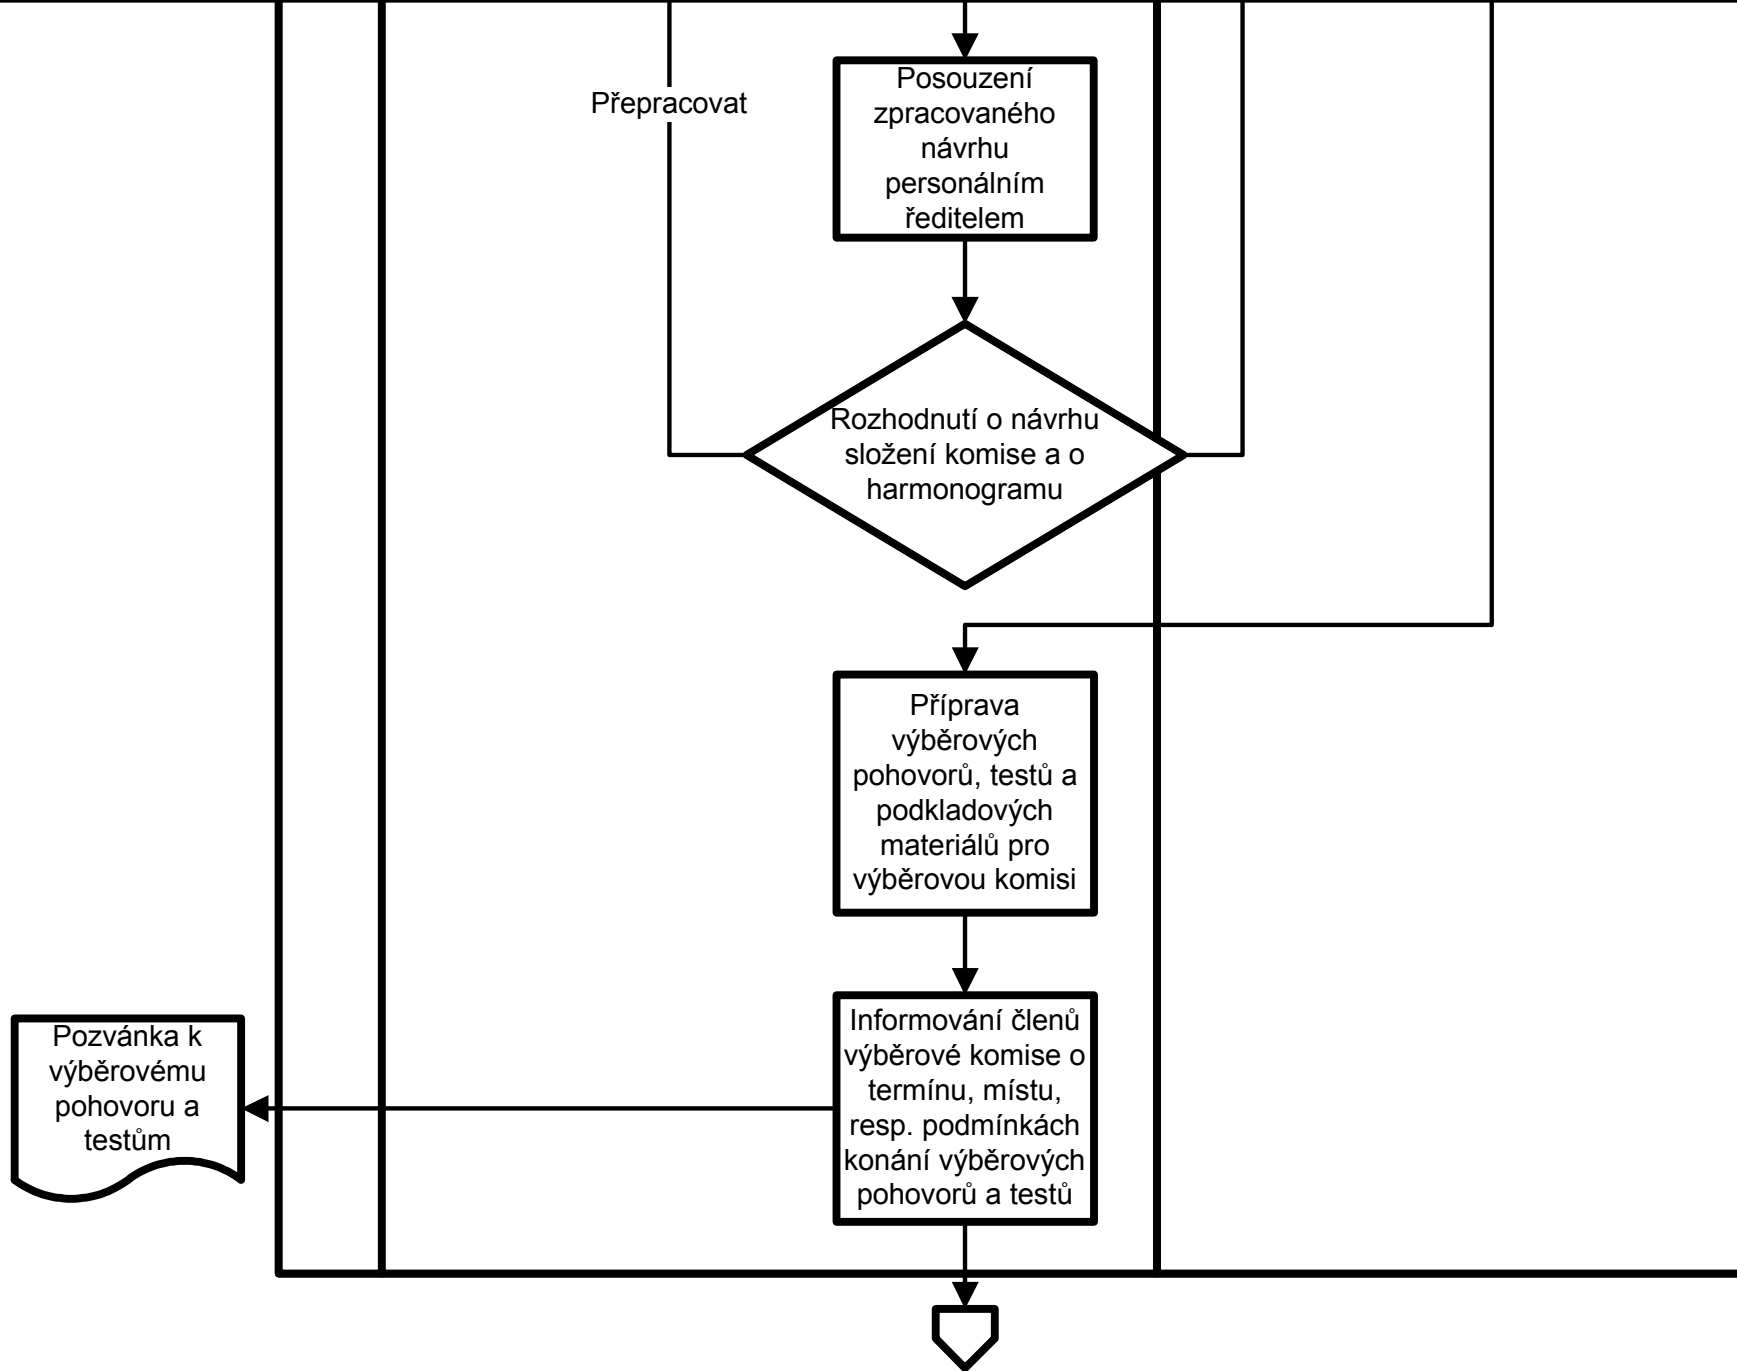 Posouzení
zpracovaného
návrhu
personálním
ředitelem
Přepracovat
Rozhodnutí o návrhu
složení komise a o
harmonogramu
Příprava
výběrových
pohovorů, testů a
podkladových
materiálů pro
výběrovou komisi
Informování členů
výběrové komise o
termínu, místu,
resp. podmínkách
konání výběrových
pohovorů a testů
Pozvánka k
výběrovému
pohovoru a
testům